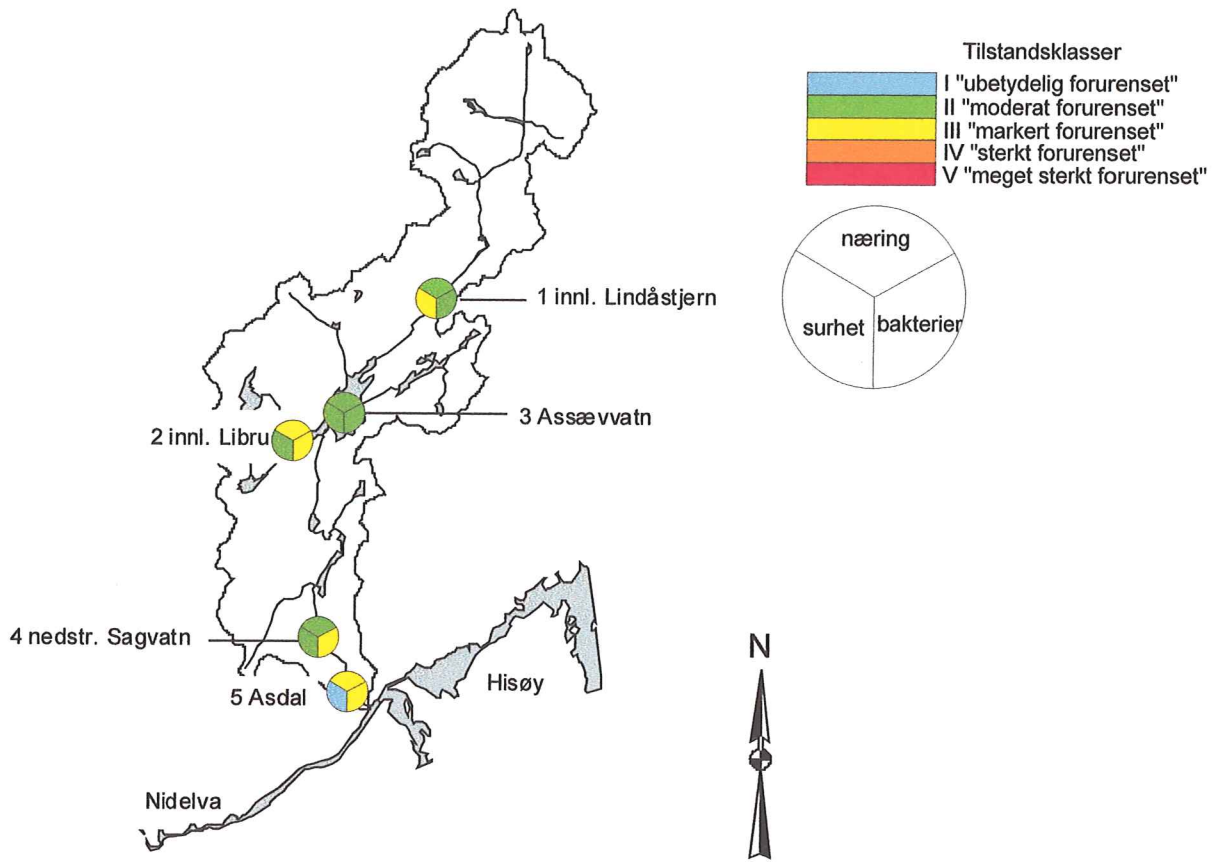 Tilstandsklasser
I "ubetydelig forurenset"
II "moderat forurenset"
III "markert forurenset"
IV "sterkt forurenset"
V "meget sterkt forurenset"
næring
surhet
bakterier
1 innl. Lindåstjern
3 Assævvatn
2 innl. Libru
4 nedstr. Sagvatn
5 Asdal
Hisøy
Nidelva
N